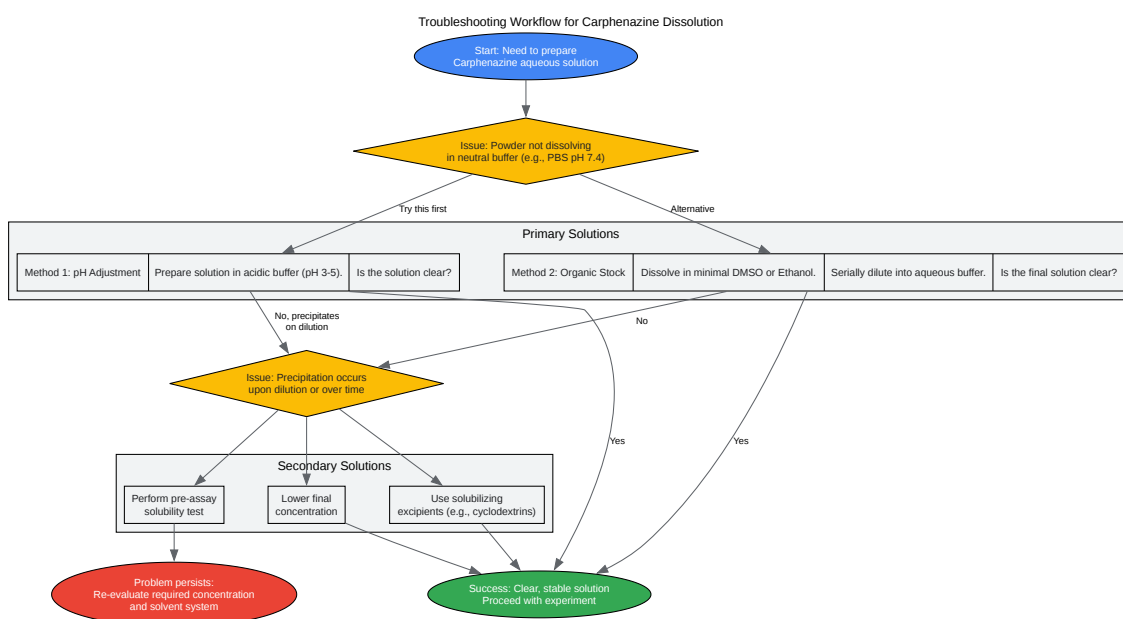 Troubleshooting Workflow for Carphenazine Dissolution
Start: Need to prepare
Carphenazine aqueous solution
Issue: Powder not dissolving
in neutral buffer (e.g., PBS pH 7.4)
Try this first
Alternative
Primary Solutions
Method 1: pH Adjustment
Prepare solution in acidic buffer (pH 3-5).
Is the solution clear?
Method 2: Organic Stock
Dissolve in minimal DMSO or Ethanol.
Serially dilute into aqueous buffer.
Is the final solution clear?
No, precipitates
on dilution
No
Issue: Precipitation occurs
upon dilution or over time
Yes
Yes
Secondary Solutions
Perform pre-assay
solubility test
Lower final
concentration
Use solubilizing
excipients (e.g., cyclodextrins)
Problem persists:
Re-evaluate required concentration
and solvent system
Success: Clear, stable solution
Proceed with experiment